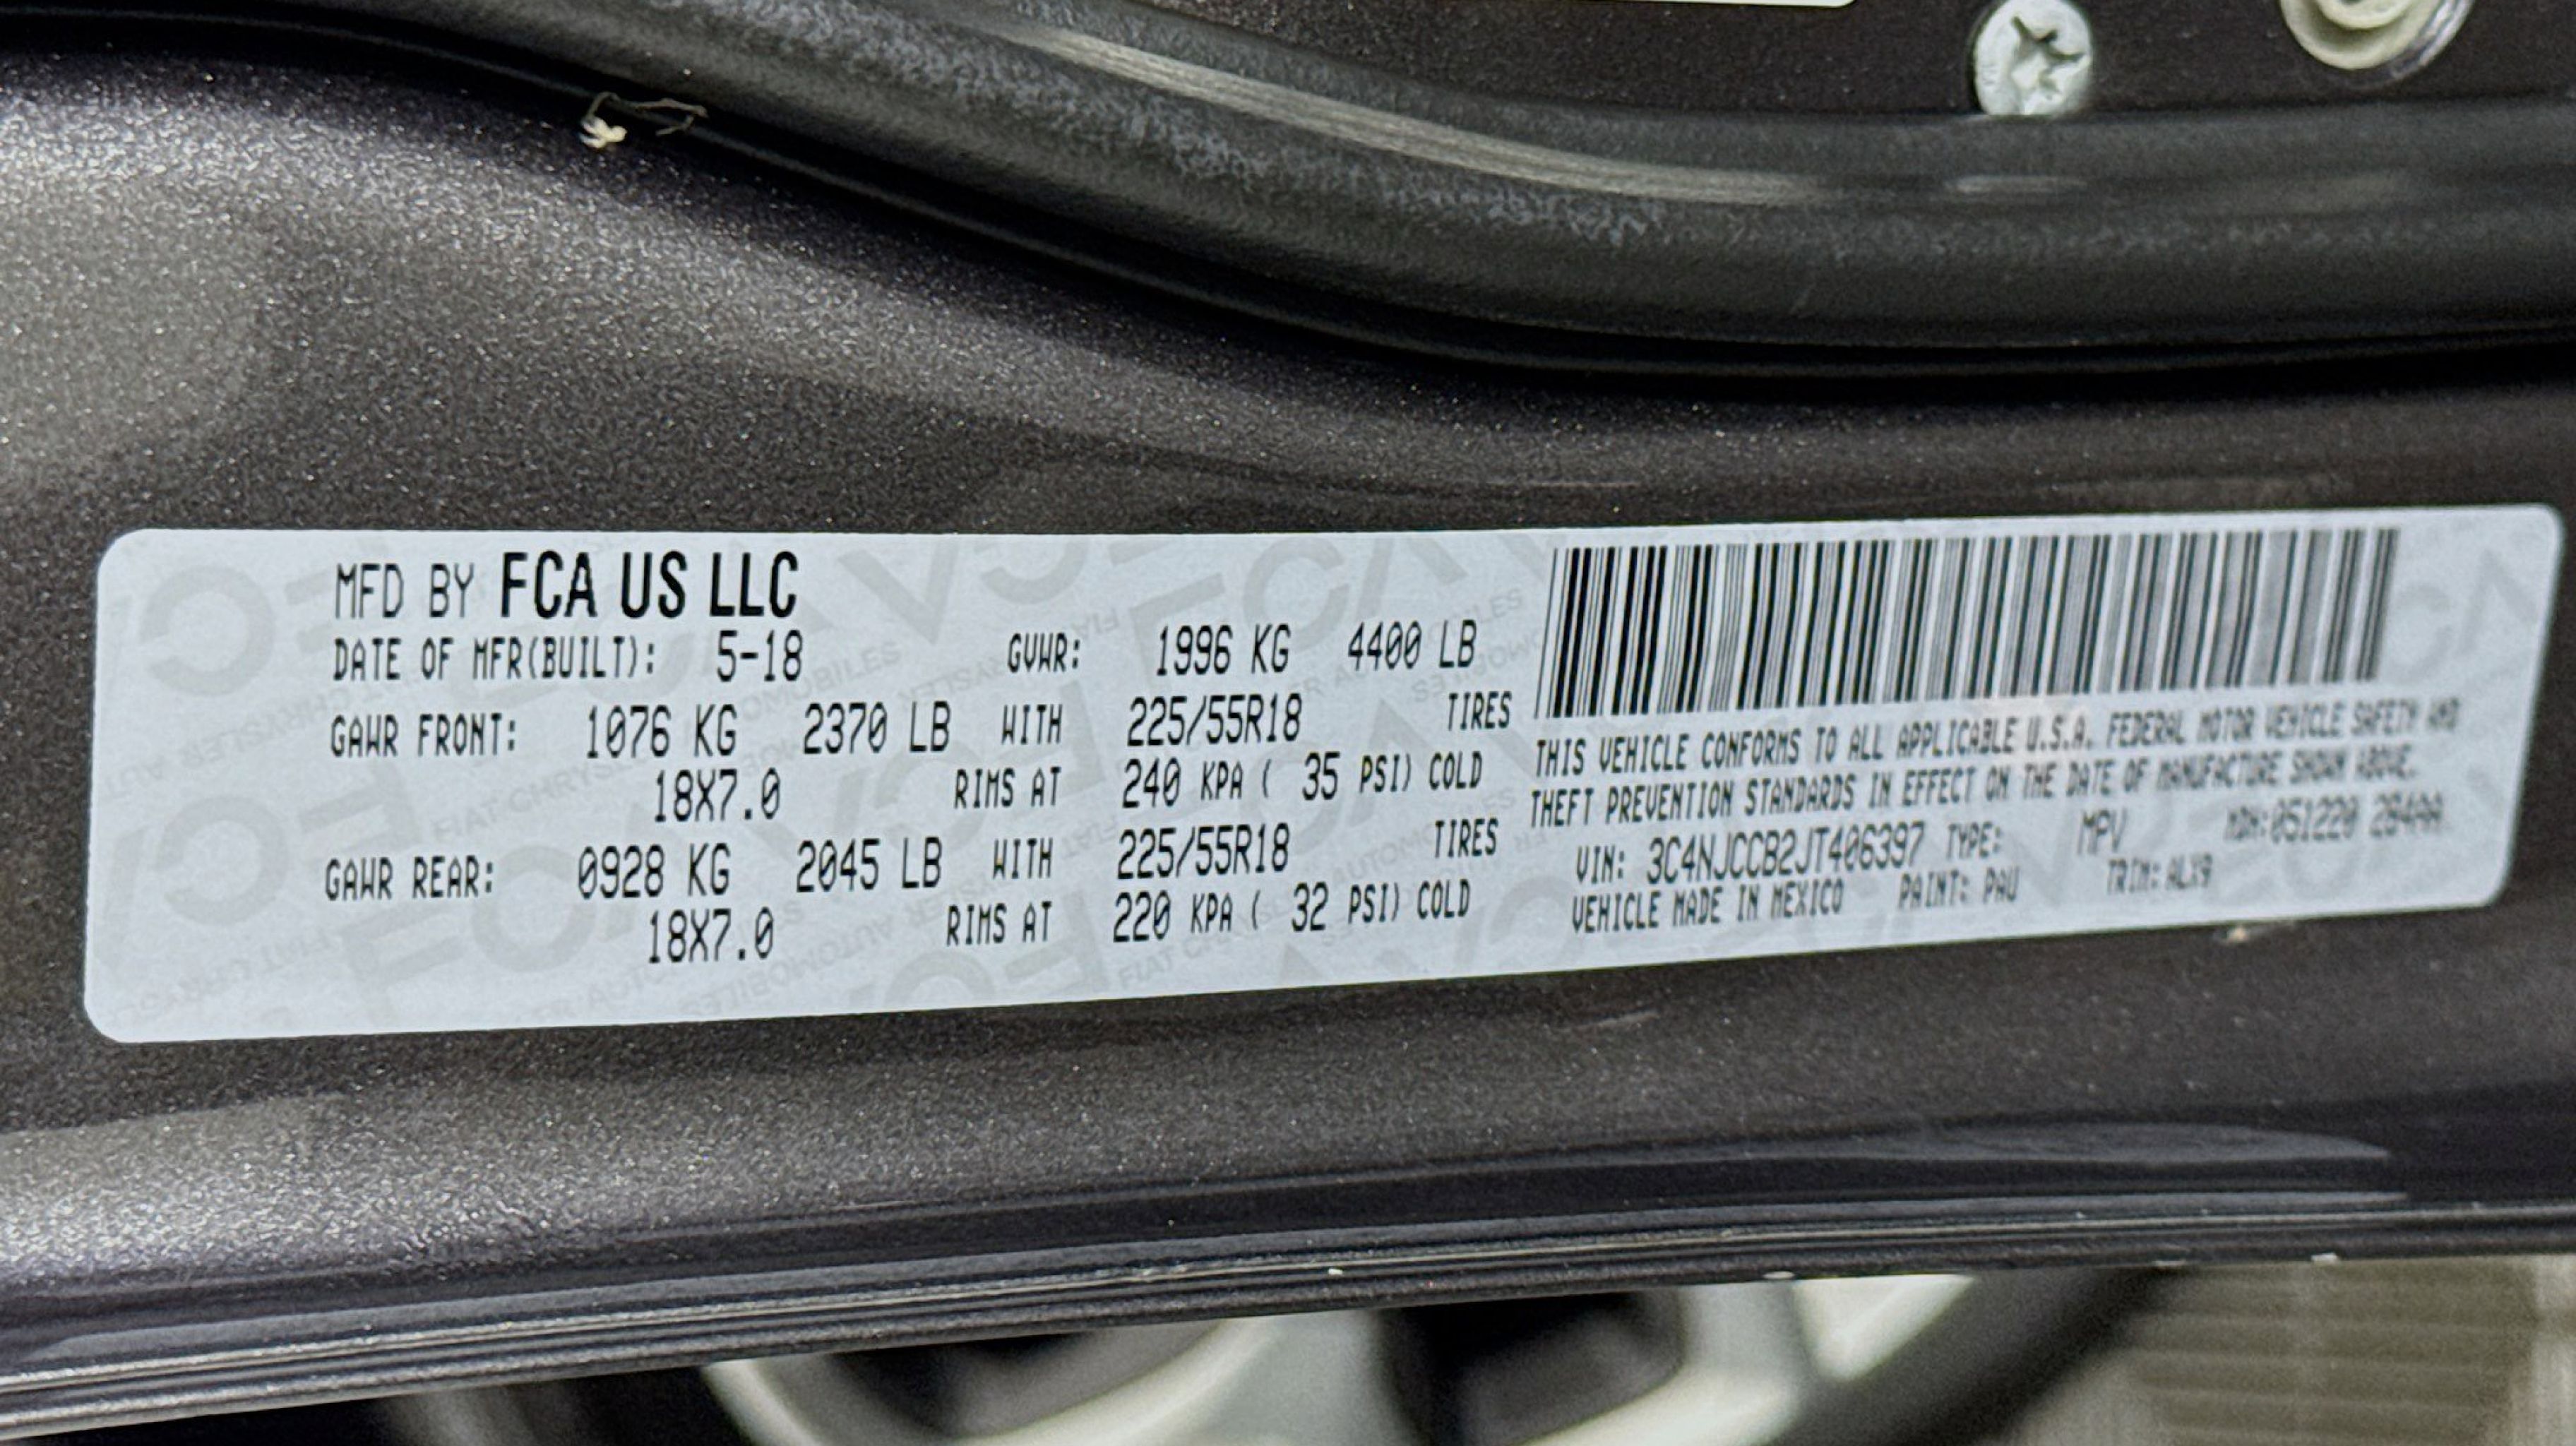 MFD BY FCA US LLC
DATE OF MFR(BUILT): 5-18 GVWR: 1996 KG 4400 LB
GAWR FRONT: 1076 KG 2370 LB WITH 225/55R18 TIRES
18X7.0 RIMS AT 240 KPA ( 35 PSI) COLD
GAWR REAR: 0928 KG 2045 LB WITH 225/55R18 TIRES
18X7.0 RIMS AT 220 KPA ( 32 PSI) COLD
THIS VEHICLE CONFORMS TO ALL APPLICABLE U.S.A. FEDERAL MOTOR VEHICLE SAFETY AND
THEFT PREVENTION STANDARDS IN EFFECT ON THE DATE OF MANUFACTURE SHOWN ABOVE.
VIN: 3C4NJCCB2JT406397 TYPE: MPV MDH:051220
VEHICLE MADE IN MEXICO PAINT: PAU TRIM: ALX9